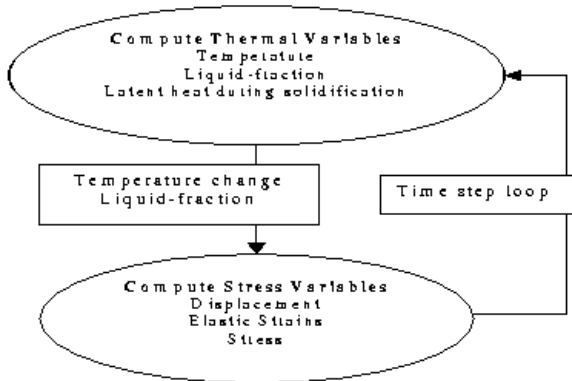 Compute Thermal Variables
Temperature
Liquid-fraction
Latent heat during solidification
Temperature change
Liquid-fraction
Time step loop
Compute Stress Variables
Displacement
Elastic Strains
Stress